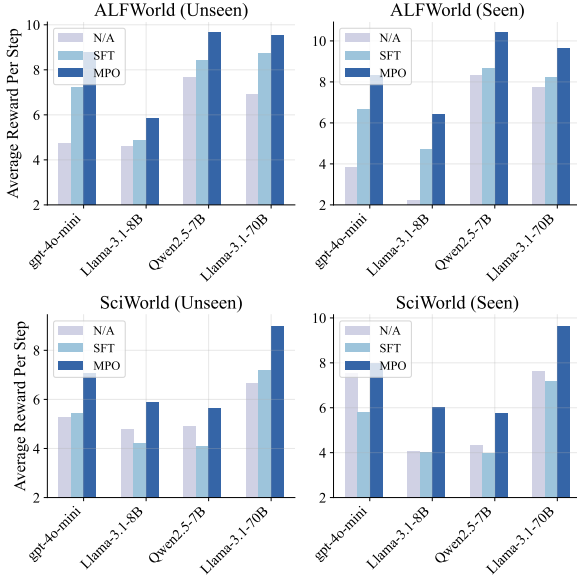 ALFWorld (Unseen)
Average Reward Per Step
10
8
6
4
2
N/A
SFT
MPO
gpt-4o-mini
Llama-3.1-8B
Qwen2.5-7B
Llama-3.1-70B
ALFWorld (Seen)
10
8
6
4
2
N/A
SFT
MPO
gpt-4o-mini
Llama-3.1-8B
Qwen2.5-7B
Llama-3.1-70B
SciWorld (Unseen)
Average Reward Per Step
8
6
4
2
N/A
SFT
MPO
gpt-4o-mini
Llama-3.1-8B
Qwen2.5-7B
Llama-3.1-70B
SciWorld (Seen)
10
8
6
4
2
N/A
SFT
MPO
gpt-4o-mini
Llama-3.1-8B
Qwen2.5-7B
Llama-3.1-70B